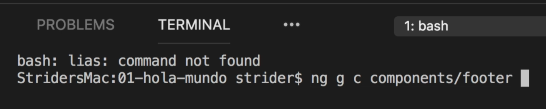 PROBLEMS TERMINAL ••• 1: bash
bash: lias: command not found
StridersMac:01-hola-mundo strider$ ng g c components/footer